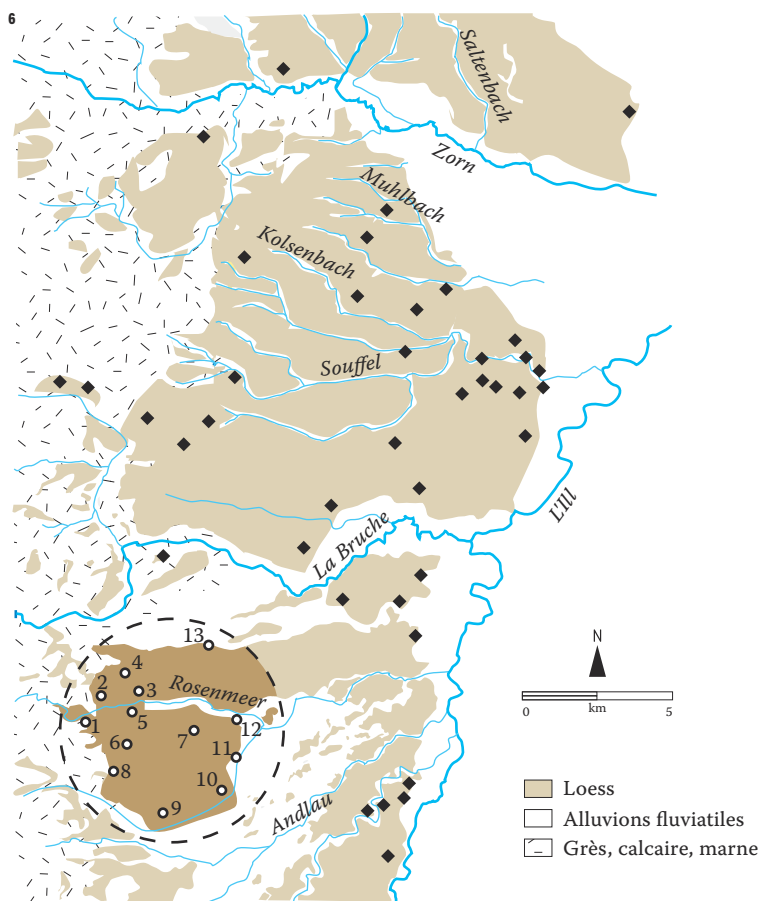 6
Saltenbach
Zorn
Muhlbach
Kolsenbach
Souffel
L'Ill
La Bruche
N
0 km 5
13
4
2
3
Rosenmeer
1
5
12
7
6
11
8
10
9
Andlau
Loess
Alluvions fluviatiles
Grès, calcaire, marne